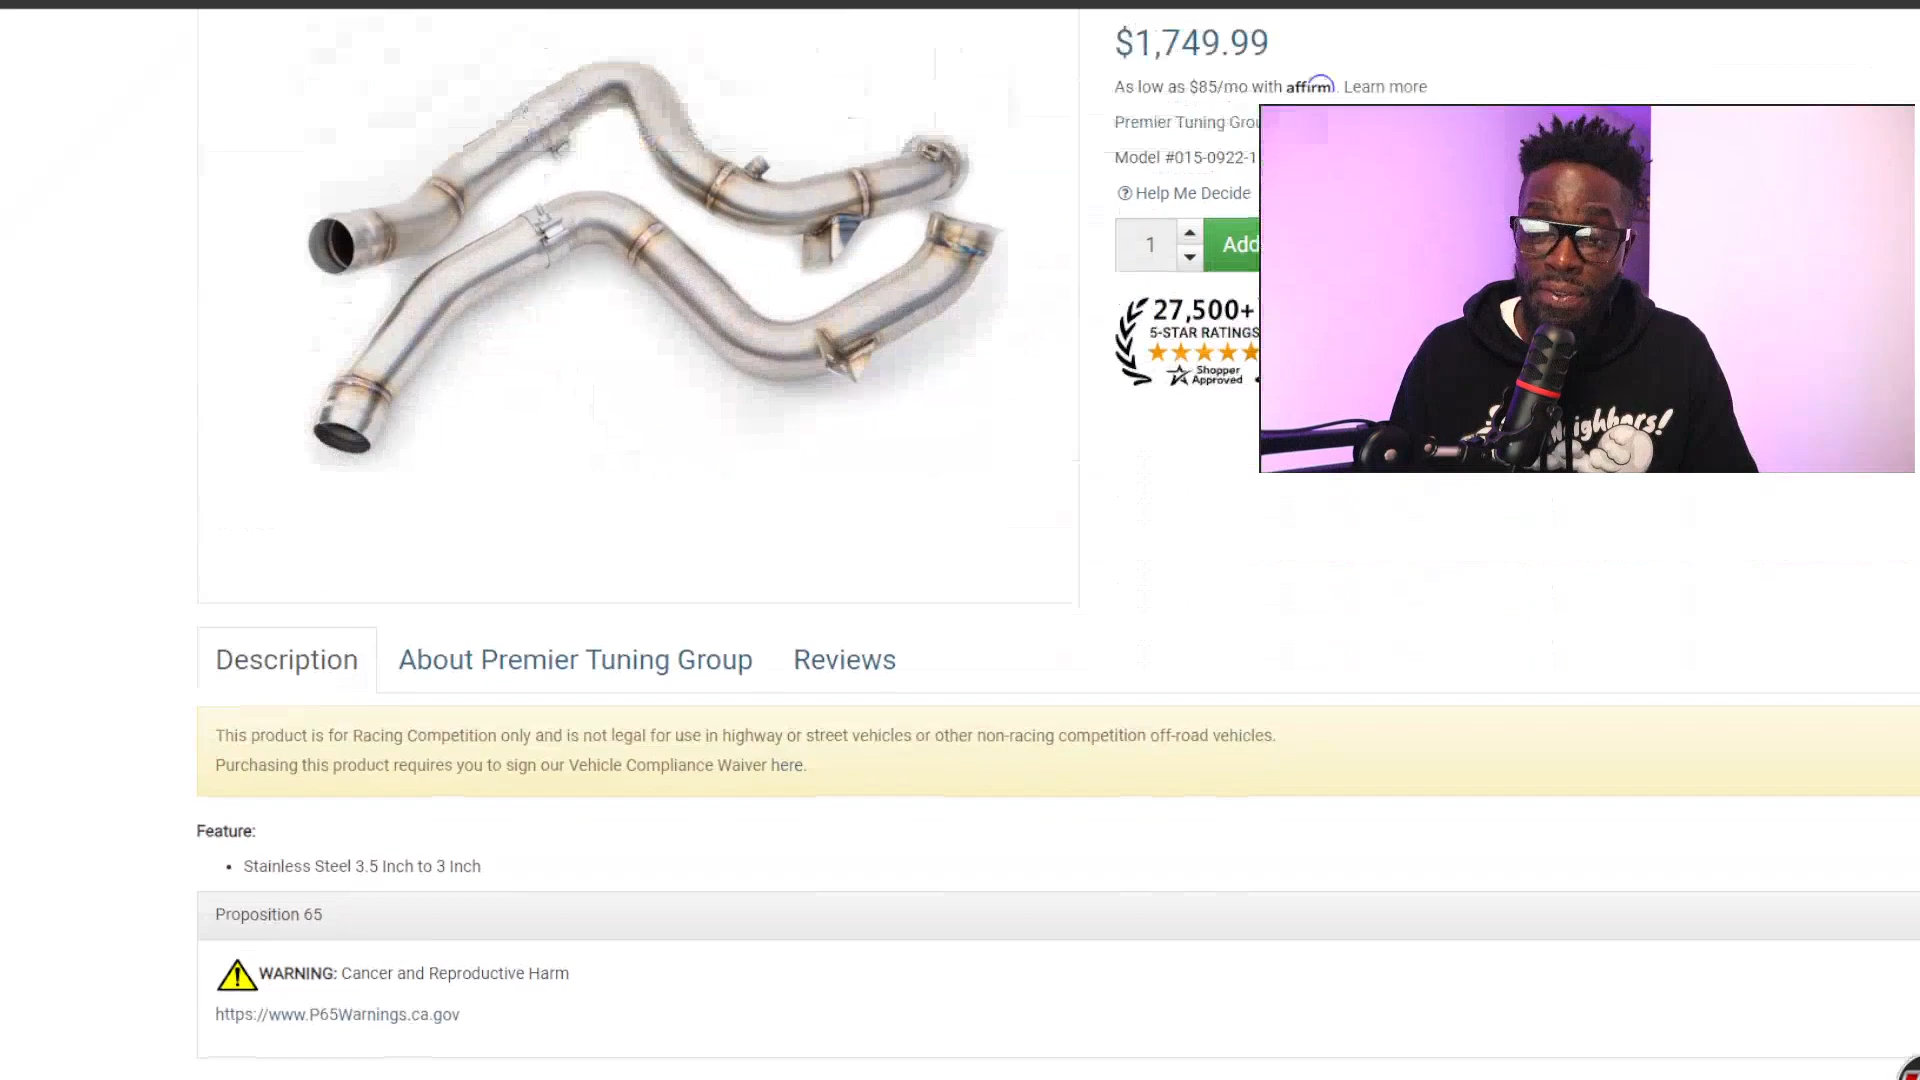 $1,749.99
As low as $85/mo with affirm. Learn more
Premier Tuning
Model #015-0922-1
Help Me Decide
1
Add
27,500+
5-STAR RATINGS
Shopper
Approved
Description
About Premier Tuning Group
Reviews
This product is for Racing Competition only and is not legal for use in highway or street vehicles or other non-racing competition off-road vehicles.
Purchasing this product requires you to sign our Vehicle Compliance Waiver here.
Feature:
• Stainless Steel 3.5 Inch to 3 Inch
Proposition 65
WARNING: Cancer and Reproductive Harm
https://www.P65Warnings.ca.gov